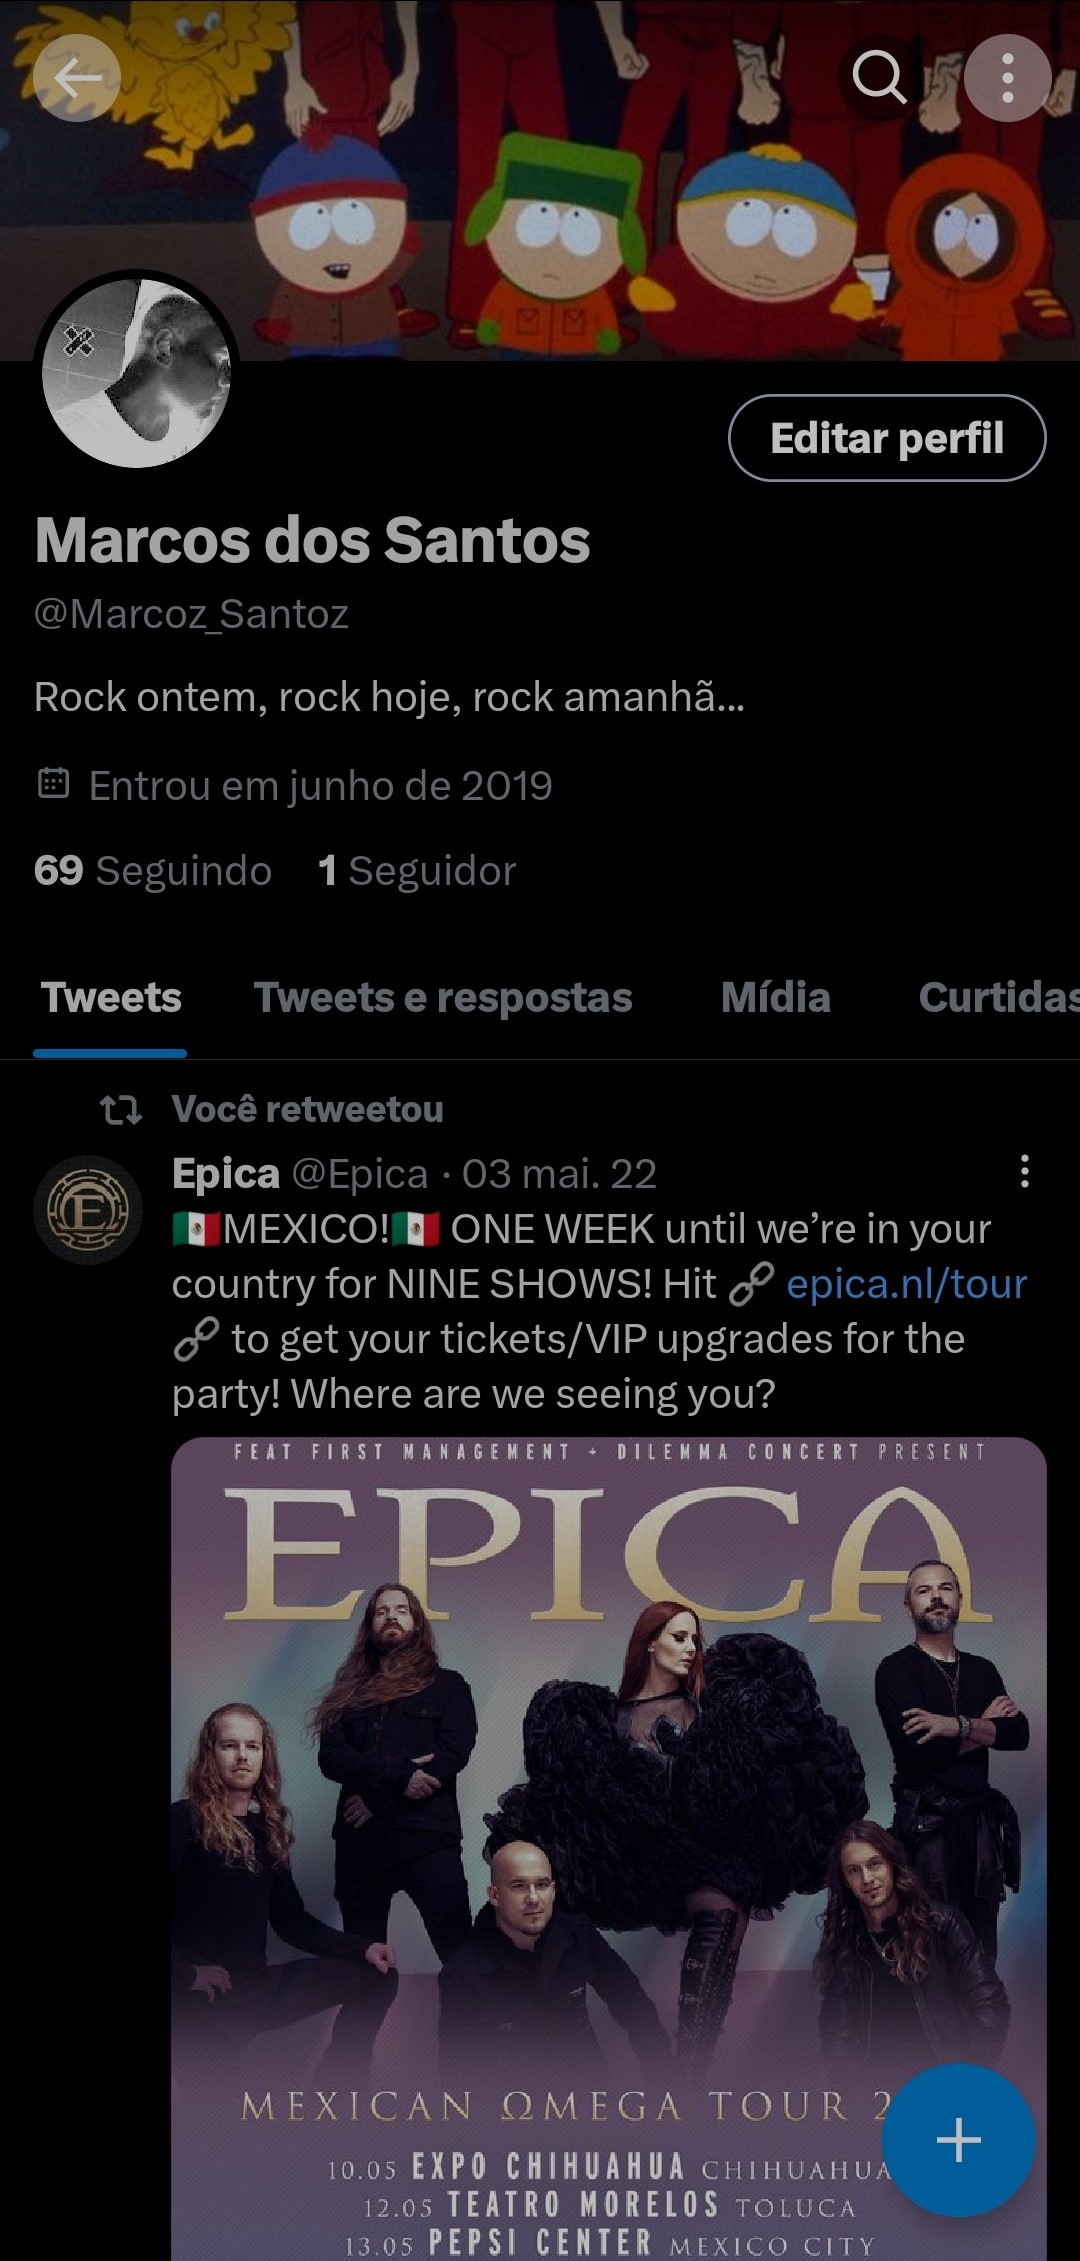 Editar perfil
Marcos dos Santos
@Marcoz_Santoz
Rock ontem, rock hoje, rock amanhã...
Entrou em junho de 2019
69 Seguindo 1 Seguidor
Tweets Tweets e respostas Mídia Curtidas
Você retweetou
Epica @Epica · 03 mai. 22
🇲🇽MEXICO!🇲🇽 ONE WEEK until we’re in your
country for NINE SHOWS! Hit 🔗 epica.nl/tour
🔗 to get your tickets/VIP upgrades for the
party! Where are we seeing you?
FEAT FIRST MANAGEMENT + DILEMMA CONCERT PRESENT
EPICA
MEXICAN ΩMEGA TOUR 2
10.05 EXPO CHIHUAHUA CHIHUAHUA
12.05 TEATRO MORELOS TOLUCA
13.05 PEPSI CENTER MEXICO CITY